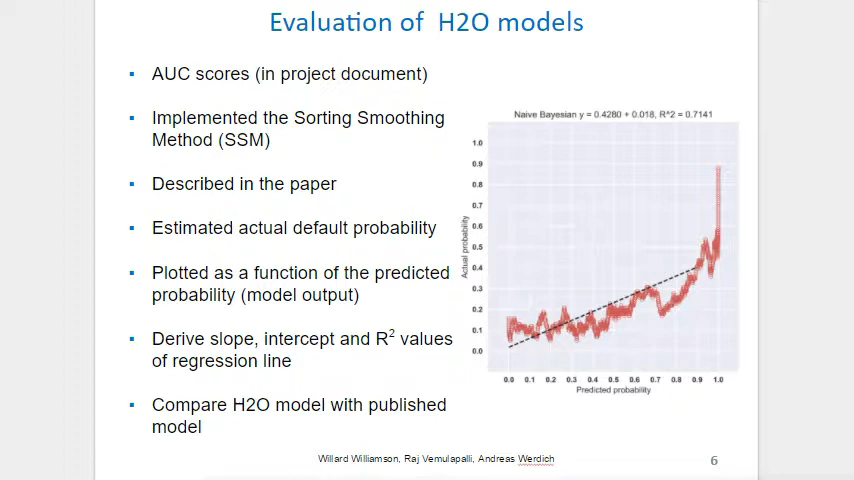 Evaluation of H2O models
▪ AUC scores (in project document)
▪ Implemented the Sorting Smoothing
Method (SSM)
▪ Described in the paper
▪ Estimated actual default probability
▪ Plotted as a function of the predicted
probability (model output)
▪ Derive slope, intercept and R² values
of regression line
▪ Compare H2O model with published
model
Naive Bayesian y = 0.4280 + 0.018, R^2 = 0.7141
Actual probability
1.0
0.9
0.8
0.7
0.6
0.5
0.4
0.3
0.2
0.1
0.0
0.0 0.1 0.2 0.3 0.4 0.5 0.6 0.7 0.8 0.9 1.0
Predicted probability
Willard Williamson, Raj Vemulapalli, Andreas Werdich
6